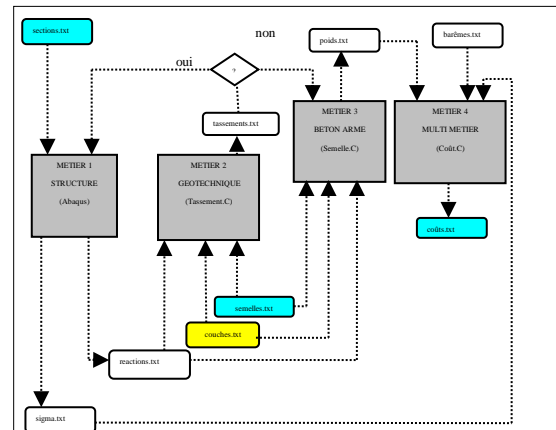 sections.txt
non
oui
?
poids.txt
barêmes.txt
tassements.txt
METIER 3
BETON ARME
(Semelle.C)
METIER 4
MULTI METIER
(Coût.C)
METIER 1
STRUCTURE
(Abaqus)
METIER 2
GEOTECHNIQUE
(Tassement.C)
coûts.txt
semelles.txt
couches.txt
reactions.txt
sigma.txt